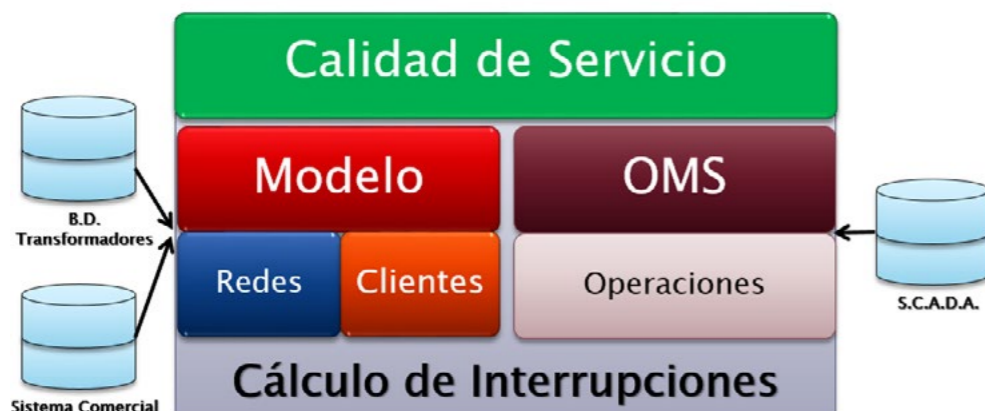 Calidad de Servicio
Modelo
OMS
B.D.
Transformadores
Redes
Clientes
Operaciones
S.C.A.D.A.
Cálculo de Interrupciones
Sistema Comercial